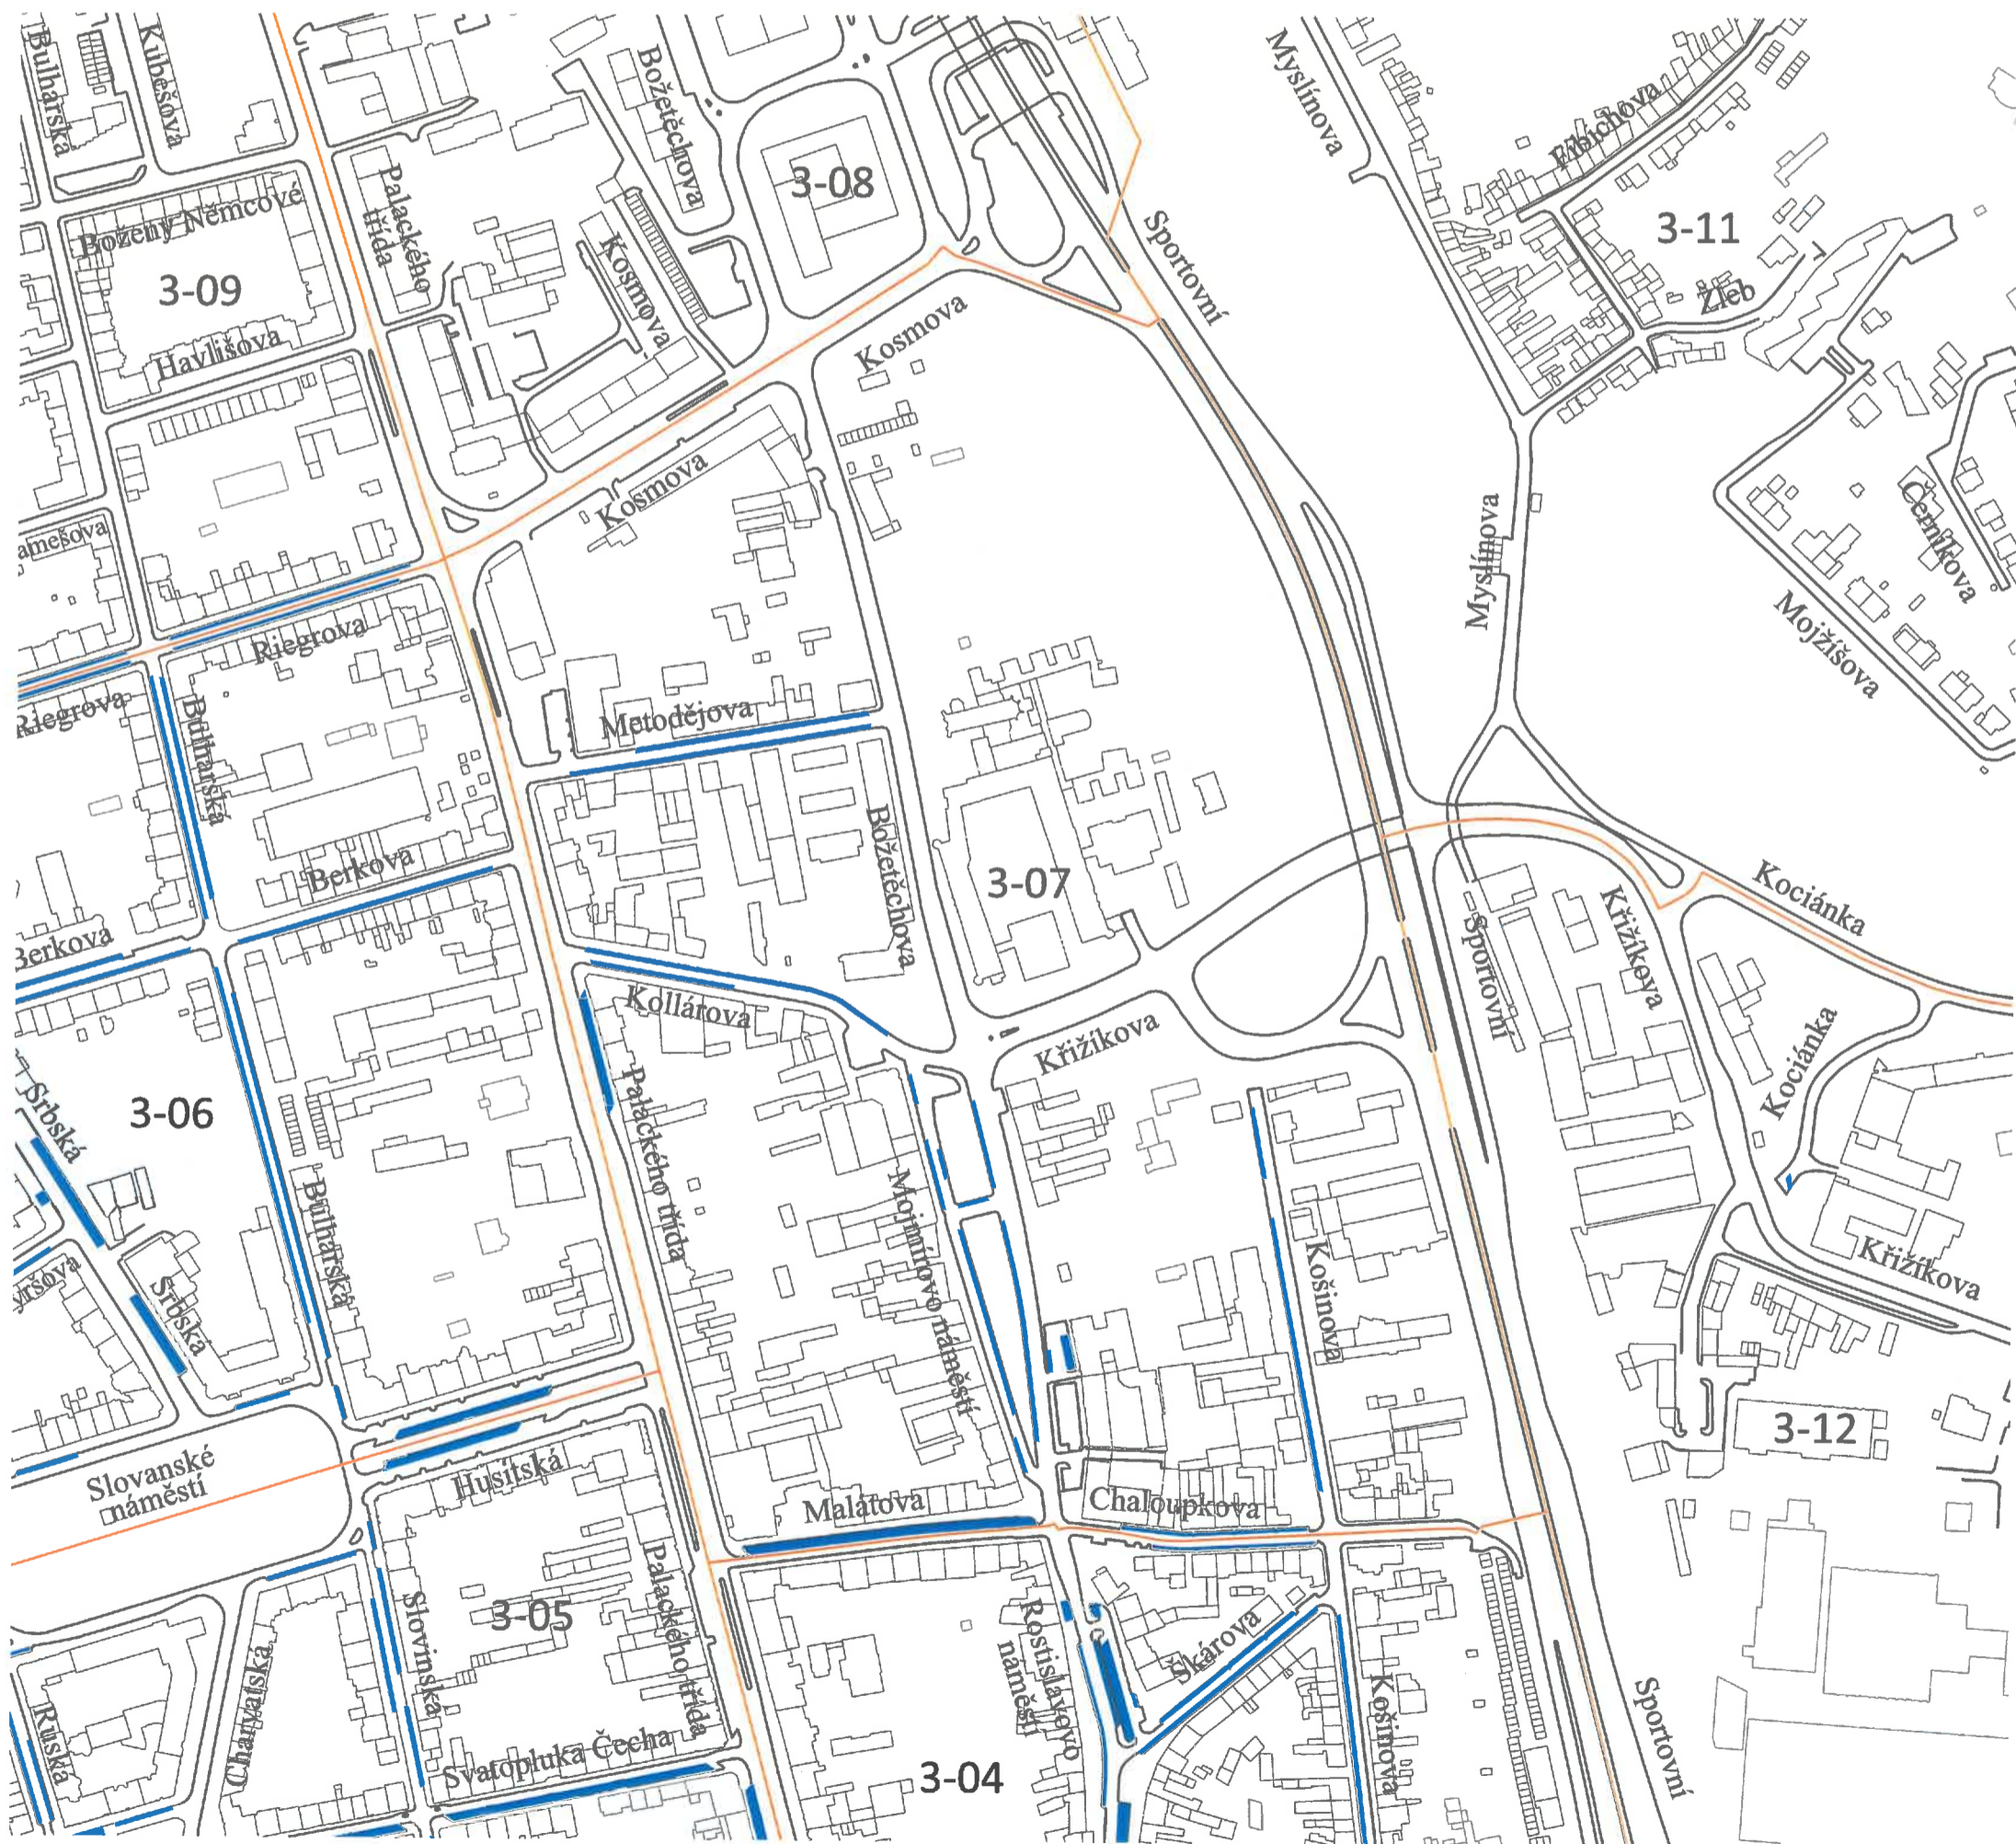 Bulharská
Kubešova
Božetěchova
Myslínova
Fibichova
3-08
Palackého
třída
Boženy Němcové
Kosmova
Sportovní
3-11
3-09
Žleb
Havlišova
Kosmova
Kosmova
Myslínova
Černíkova
amešova
Mojžíšova
Riegrova
Riegrova
Bulharská
Metodějova
Božetěchova
Berkova
3-07
Kociánka
Křižíkova
Sportovní
Berkova
Kollárova
Křižíkova
Kociánka
Srbská
3-06
Palackého třída
Bulharská
Mojmírovo náměstí
Košinova
Křižíkova
yršova
Srbská
3-12
Slovanské
náměstí
Husitská
Malátova
Chaloupkova
Palackého třída
3-05
Slovinská
Rostislavovo
náměstí
Škárova
Charvatská
Košinova
Sportovní
Ruská
Svatopluka Čecha
3-04